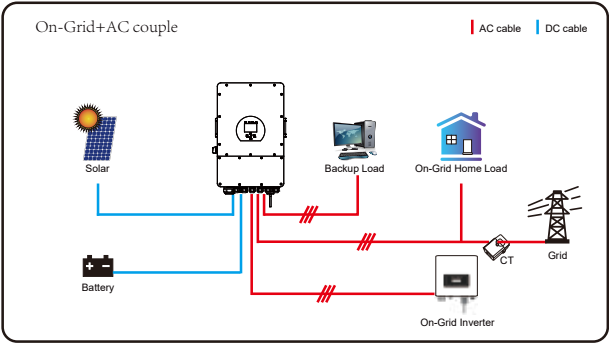 On-Grid+AC couple
AC cable
DC cable
Solar
Backup Load
On-Grid Home Load
CT
Grid
Battery
On-Grid Inverter